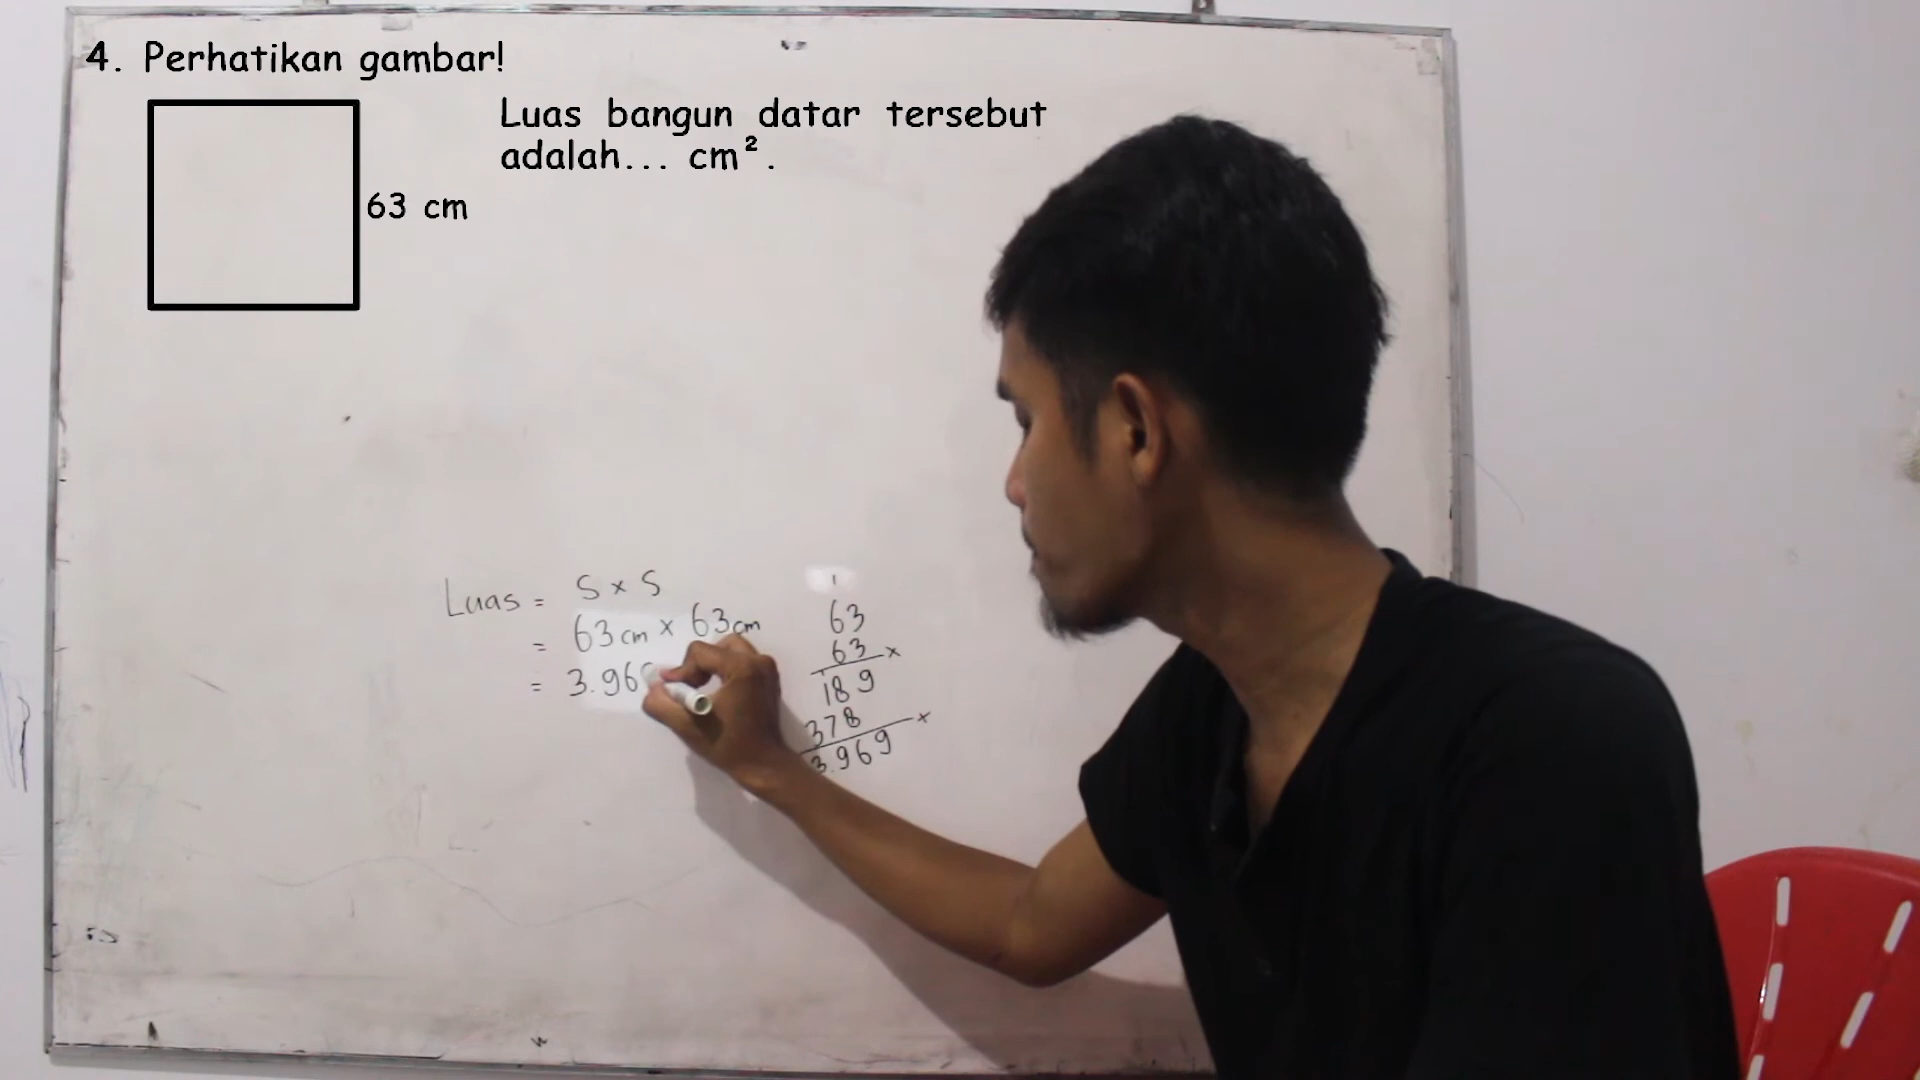 4. Perhatikan gambar!
Luas bangun datar tersebut
adalah... cm².
63 cm
Luas = S × S
= 63 cm × 63 cm
= 3.96
1
63
63 ×
189
378 ×
3.969